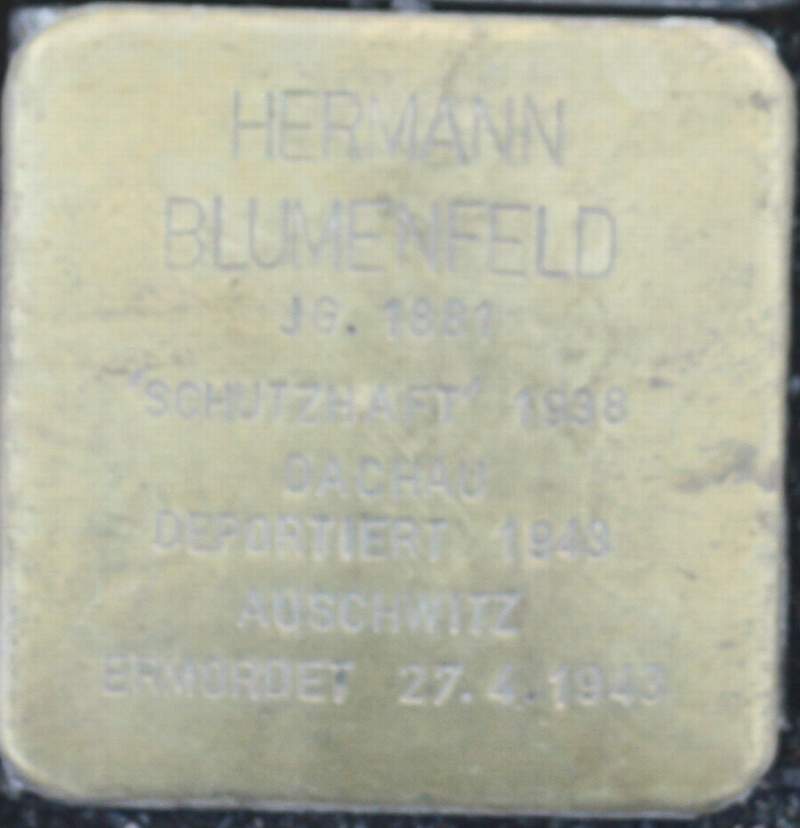 HERMANN
BLUMENFELD
JG. 1881
"SCHUTZHAFT" 1938
DACHAU
DEPORTIERT 1943
AUSCHWITZ
ERMORDET 27.4.1943